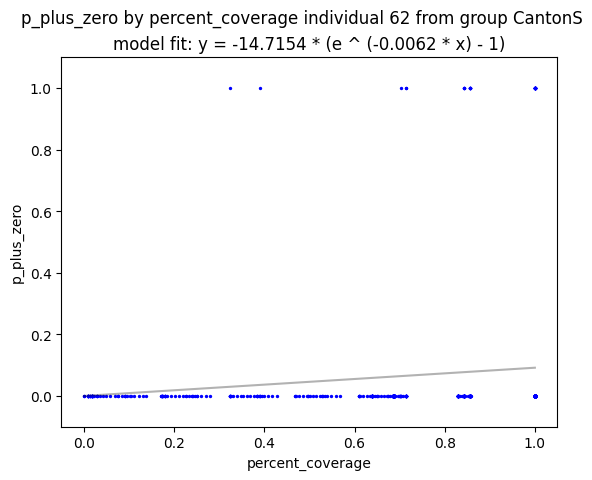 p_plus_zero by percent_coverage individual 62 from group CantonS
model fit: y = -14.7154 * (e ^ (-0.0062 * x) - 1)
1.0
0.8
0.6
0.4
0.2
0.0
p_plus_zero
0.0 0.2 0.4 0.6 0.8 1.0
percent_coverage